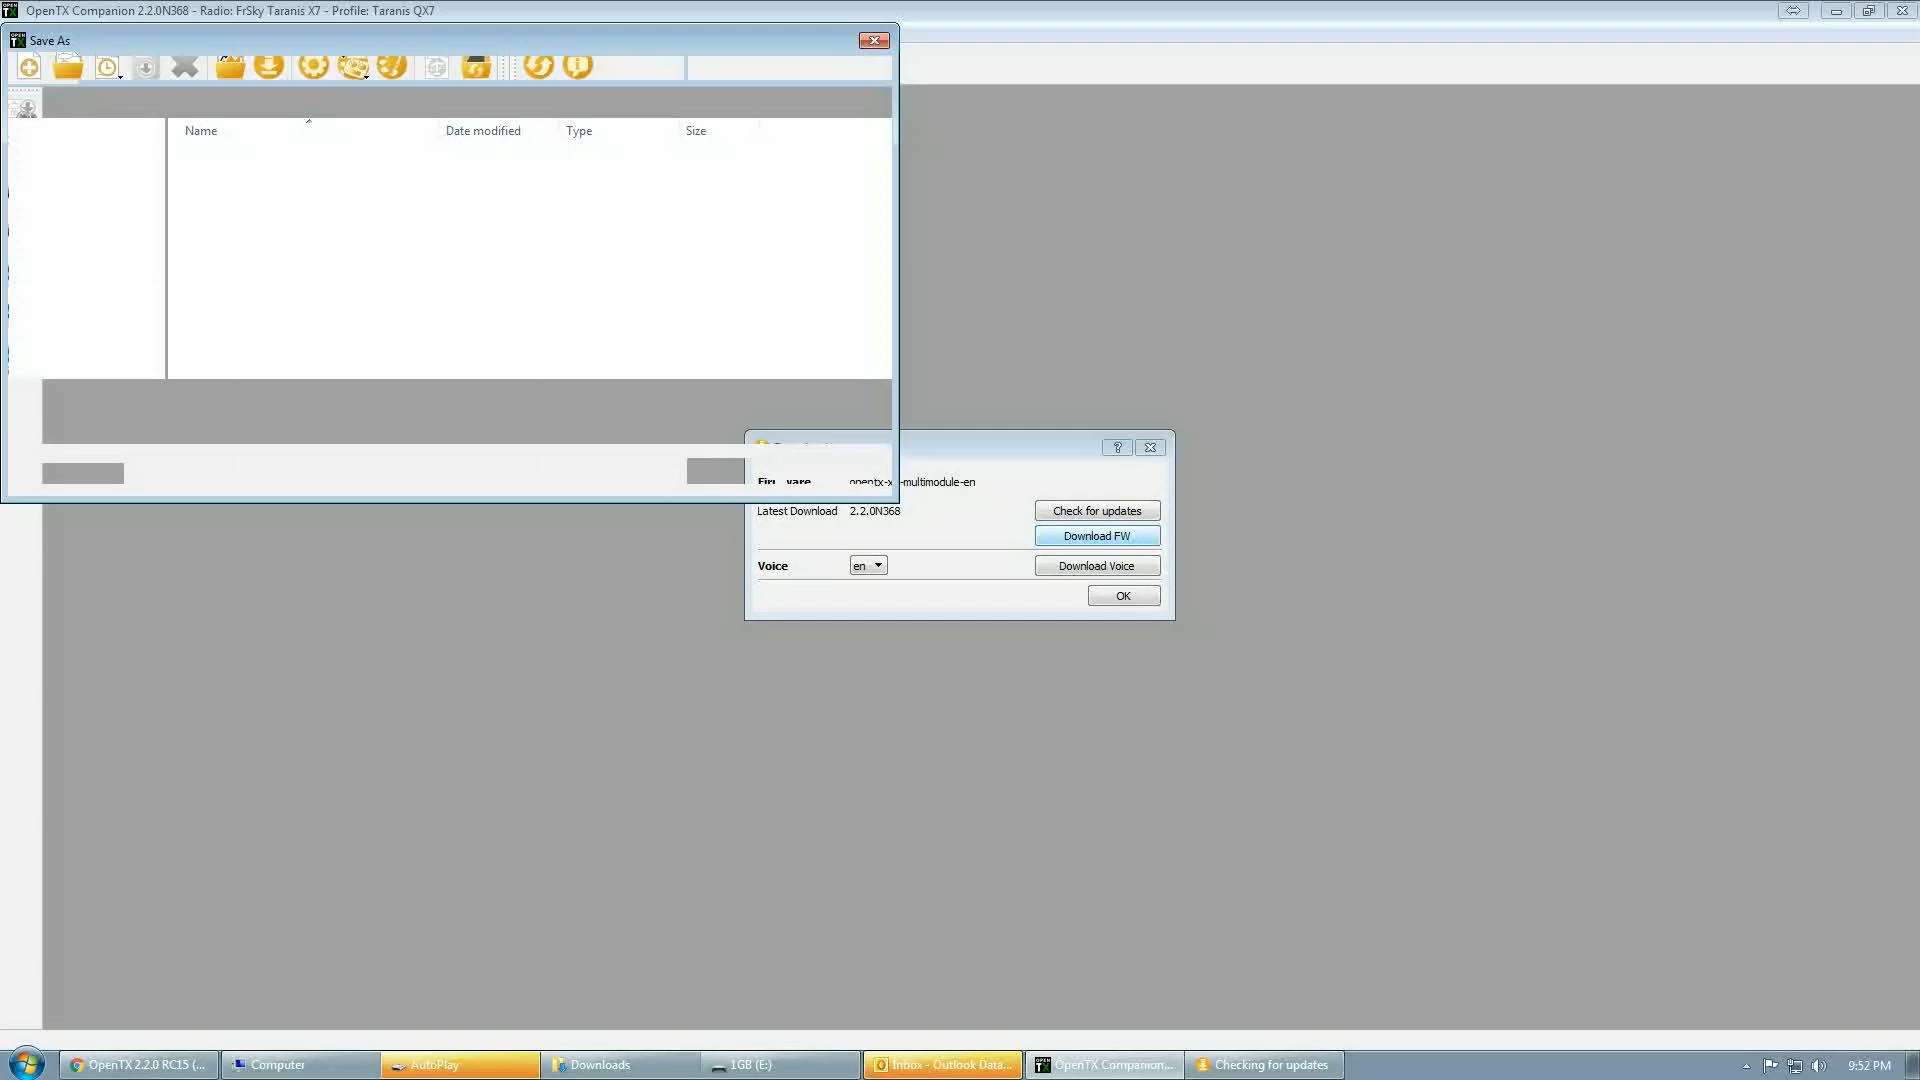 OpenTX Companion 2.2.0N368 - Radio: FrSky Taranis X7 - Profile: Taranis QX7
Save As
Name
Date modified
Type
Size
opentx-x
-multimodule-en
Latest Download
2.2.0N368
Check for updates
Download FW
Voice
en
Download Voice
OK
OpenTX 2.2.0 RC15 (...
Computer
AutoPlay
Downloads
1GB (E:)
Inbox - Outlook Data...
OpenTX Companion...
Checking for updates
9:52 PM